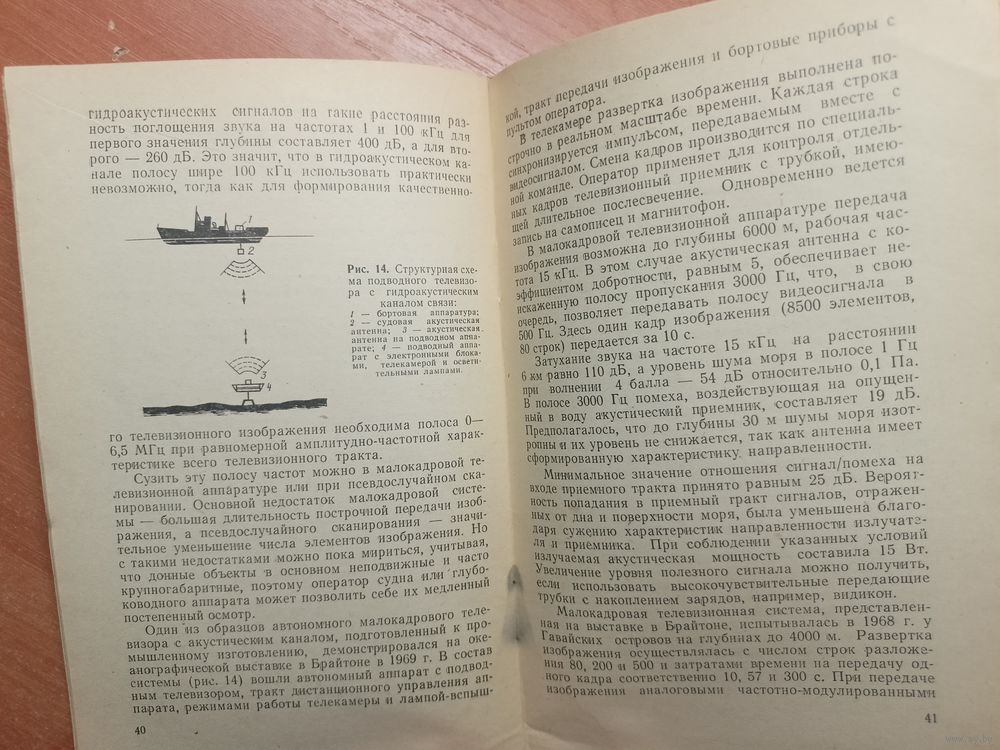 гидроакустических сигналов на такие расстояния раз-
ность поглощения звука на частотах 1 и 100 кГц для
первого значения глубины составляет 400 дБ, а для вто-
рого — 260 дБ. Это значит, что в гидроакустическом ка-
нале полосу шире 100 кГц использовать практически
невозможно, тогда как для формирования качественно-
1
2
3
4
Рис. 14. Структурная схе-
ма подводного телевизо-
ра с гидроакустическим
каналом связи:
1 — бортовая аппаратура;
2 — судовая акустическая
антенна; 3 — акустическая
антенна на подводном аппа-
рате; 4 — подводный аппа-
рат с электронными блока-
ми, телекамерой и освети-
тельными лампами.
го телевизионного изображения необходима полоса 0—
6,5 МГц при равномерной амплитудно-частотной харак-
теристике всего телевизионного тракта.
Сузить эту полосу частот можно в малокадровой те-
левизионной аппаратуре или при псевдослучайном ска-
нировании. Основной недостаток малокадровой систе-
мы — большая длительность построчной передачи изоб-
ражения, а псевдослучайного сканирования — значи-
тельное уменьшение числа элементов изображения. Но
с такими недостатками можно пока мириться, учитывая,
что донные объекты в основном неподвижные и часто
крупногабаритные, поэтому оператор судна или глубо-
ководного аппарата может позволить себе их медленный
постепенный осмотр.
Один из образцов автономного малокадрового теле-
визора с акустическим каналом, подготовленный к про-
мышленному изготовлению, демонстрировался на оке-
анографической выставке в Брайтоне в 1969 г. В состав
системы (рис. 14) вошли автономный аппарат с подвод-
ным телевизором, тракт дистанционного управления ап-
парата, режимами работы телекамеры и лампой-вспыш-
40
кой, тракт передачи изображения и бортовые приборы с
пультом оператора.
В телекамере развертка изображения выполнена по-
строчно в реальном масштабе времени. Каждая строка
синхронизируется импульсом, передаваемым вместе с
видеосигналом. Смена кадров производится по специаль-
ной команде. Оператор применяет для контроля отдель-
ных кадров телевизионный приемник с трубкой, имею-
щей длительное послесвечение. Одновременно ведется
запись на самописец и магнитофон.
В малокадровой телевизионной аппаратуре передача
изображения возможна до глубины 6000 м, рабочая час-
тота 15 кГц. В этом случае акустическая антенна с ко-
эффициентом добротности, равным 5, обеспечивает не-
искаженную полосу пропускания 3000 Гц, что, в свою
очередь, позволяет передавать полосу видеосигнала в
500 Гц. Здесь один кадр изображения (8500 элементов,
80 строк) передается за 10 с.
Затухание звука на частоте 15 кГц на расстоянии
6 км равно 110 дБ, а уровень шума моря в полосе 1 Гц
при волнении 4 балла — 54 дБ относительно 0,1 Па.
В полосе 3000 Гц помеха, воздействующая на опущен-
ный в воду акустический приемник, составляет 19 дБ.
Предполагалось, что до глубины 30 м шумы моря изот-
ропны и их уровень не снижается, так как антенна имеет
сформированную характеристику направленности.
Минимальное значение отношения сигнал/помеха на
входе приемного тракта принято равным 25 дБ. Вероят-
ность попадания в приемный тракт сигналов, отражен-
ных от дна и поверхности моря, была уменьшена благо-
даря сужению характеристик направленности излучате-
ля и приемника. При соблюдении указанных условий
излучаемая акустическая мощность составила 15 Вт.
Увеличение уровня полезного сигнала можно получить,
если использовать высокочувствительные передающие
трубки с накоплением зарядов, например, видикон.
Малокадровая телевизионная система, представлен-
ная на выставке в Брайтоне, испытывалась в 1968 г. у
Гавайских островов на глубинах до 4000 м. Развертка
изображения осуществлялась с числом строк разложе-
ния 80, 200 и 500 и затратами времени на передачу од-
ного кадра соответственно 10, 57 и 300 с. При передаче
изображения аналоговыми частотно-модулированными
41